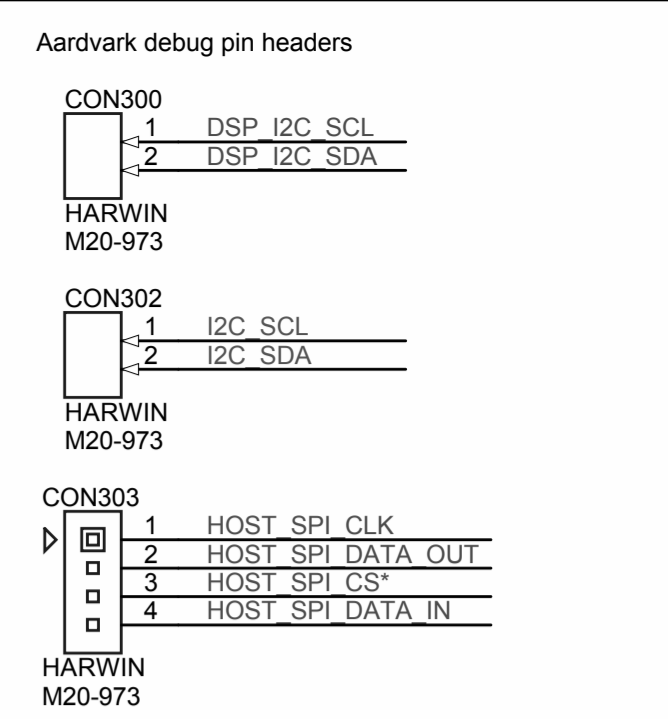 Aardvark debug pin headers
CON300
1 DSP_I2C_SCL
2 DSP_I2C_SDA
HARWIN
M20-973
CON302
1 I2C_SCL
2 I2C_SDA
HARWIN
M20-973
CON303
1 HOST_SPI_CLK
2 HOST_SPI_DATA_OUT
3 HOST_SPI_CS*
4 HOST_SPI_DATA_IN
HARWIN
M20-973